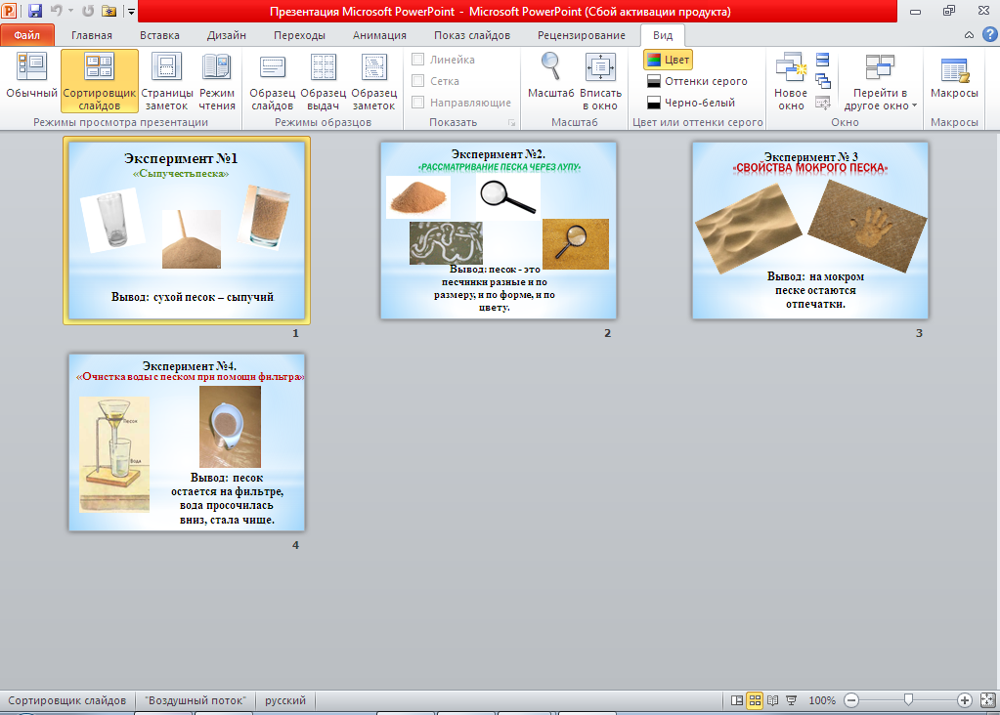 Презентация Microsoft PowerPoint - Microsoft PowerPoint (Сбой активации продукта)
Файл Главная Вставка Дизайн Переходы Анимация Показ слайдов Рецензирование Вид
Обычный
Сортировщик слайдов
Страницы заметок
Режим чтения
Режимы просмотра презентации
Образец слайдов
Образец выдач
Образец заметок
Режимы образцов
Линейка
Сетка
Направляющие
Показать
Масштаб
Вписать в окно
Масштаб
Цвет
Оттенки серого
Черно-белый
Цвет или оттенки серого
Новое окно
Перейти в другое окно
Окно
Макросы
Макросы
Эксперимент №1
«Сыпучесть песка»
Вывод: сухой песок – сыпучий
1
Эксперимент №2.
«РАССМАТРИВАНИЕ ПЕСКА ЧЕРЕЗ ЛУПУ»
Вывод: песок - это
песчинки разные и по
размеру, и по форме, и по
цвету.
2
Эксперимент № 3
«СВОЙСТВА МОКРОГО ПЕСКА»
Вывод: на мокром
песке остаются
отпечатки.
3
Эксперимент №4.
«Очистка воды с песком при помощи фильтра»
Песок
Вода
Вывод: песок
остается на фильтре,
вода просочилась
вниз, стала чище.
4
Сортировщик слайдов "Воздушный поток" русский 100%